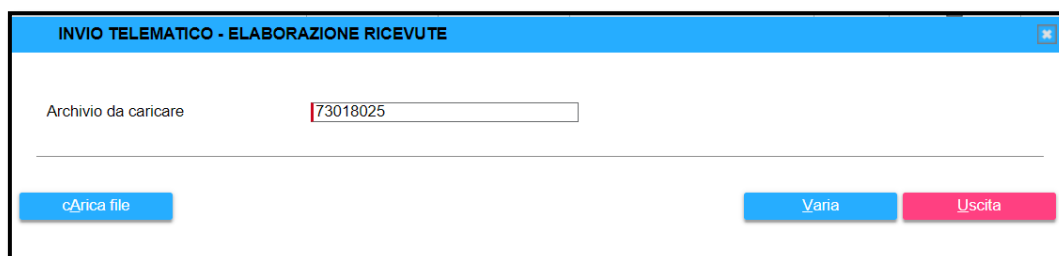 INVIO TELEMATICO - ELABORAZIONE RICEVUTE
Archivio da caricare 73018025
cArica file Varia Uscita